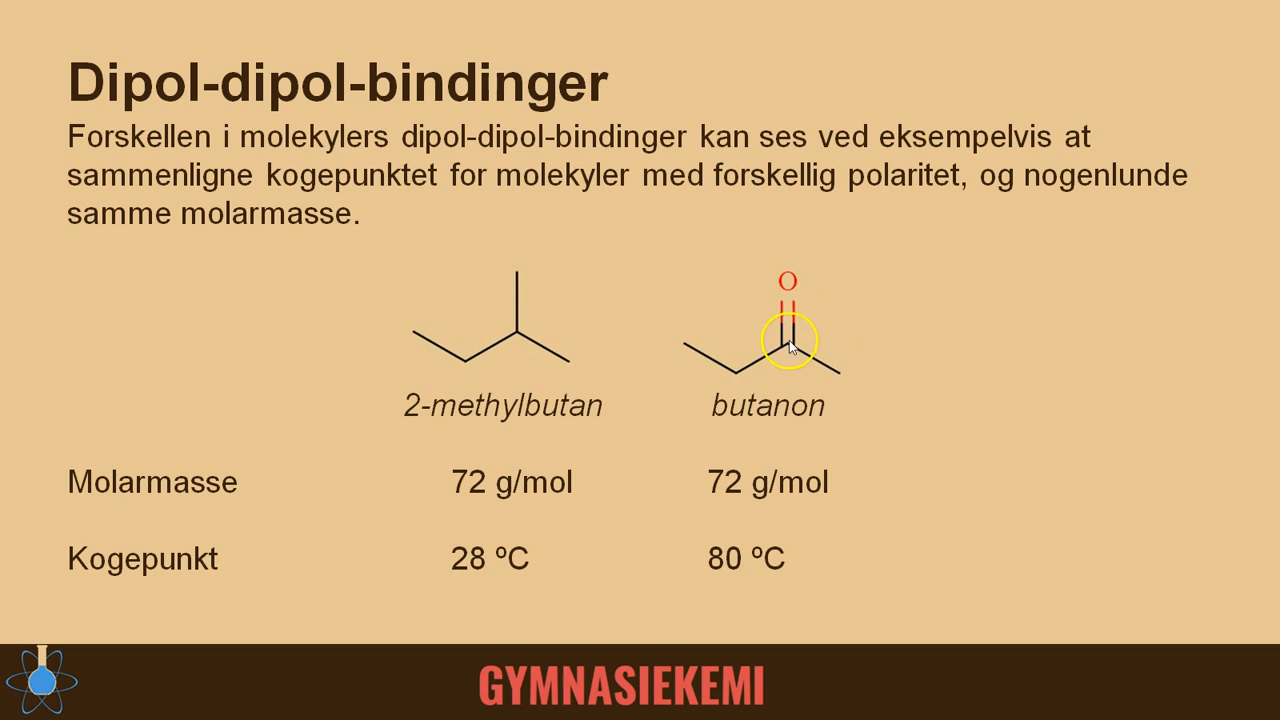 Dipol-dipol-bindinger
Forskellen i molekylers dipol-dipol-bindinger kan ses ved eksempelvis at
sammenligne kogepunktet for molekyler med forskellig polaritet, og nogenlunde
samme molarmasse.
O
2-methylbutan butanon
Molarmasse 72 g/mol 72 g/mol
Kogepunkt 28 ºC 80 ºC
GYMNASIEKEMI